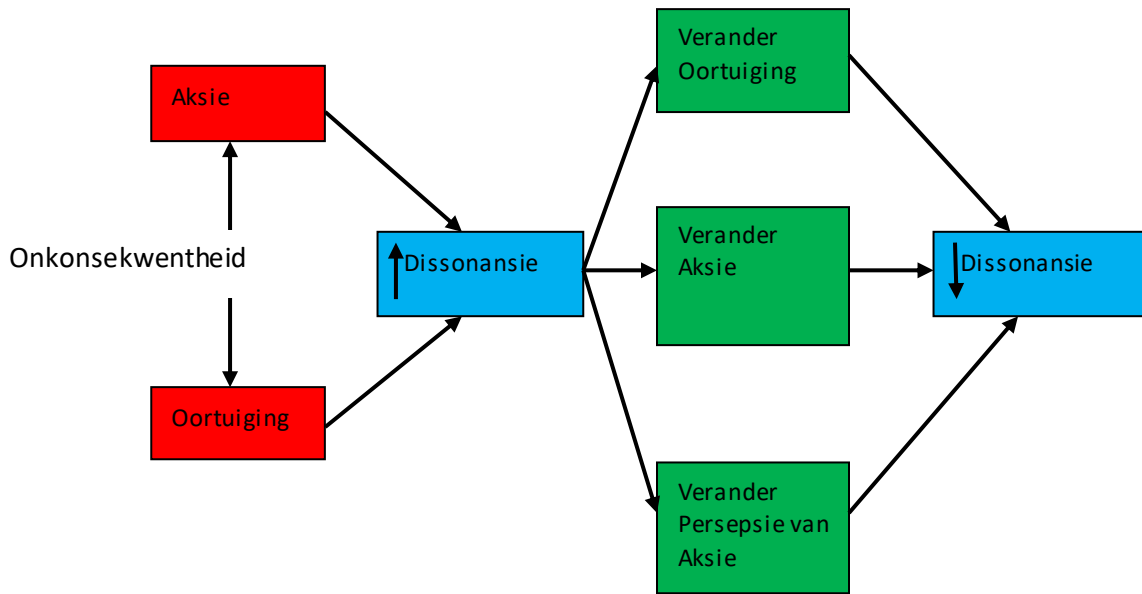 Aksie
Onkonsekwentheid
Oortuiging
Dissonansie
Verander
Oortuiging
Verander
Aksie
Verander
Persepsie van
Aksie
Dissonansie